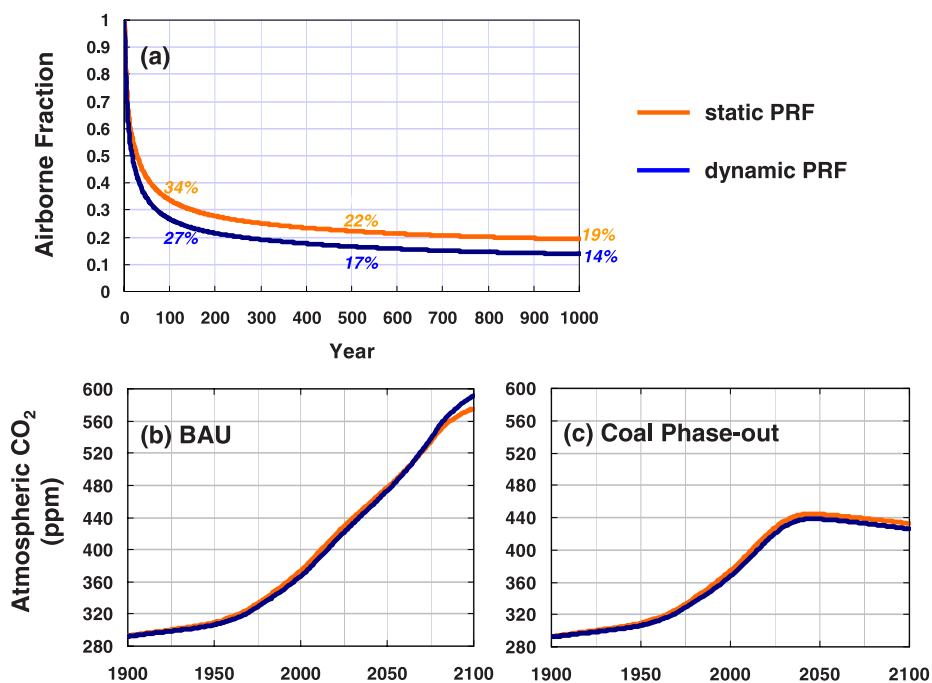 1
0.9
0.8
0.7
0.6
0.5
0.4
0.3
0.2
0.1
0
Airborne Fraction
(a)
34%
22%
19%
27%
17%
14%
0 100 200 300 400 500 600 700 800 900 1000
Year
static PRF
dynamic PRF
Atmospheric CO2
(ppm)
600
560
520
480
440
400
360
320
280
(b) BAU
1900 1950 2000 2050 2100
600
560
520
480
440
400
360
320
280
(c) Coal Phase-out
1900 1950 2000 2050 2100